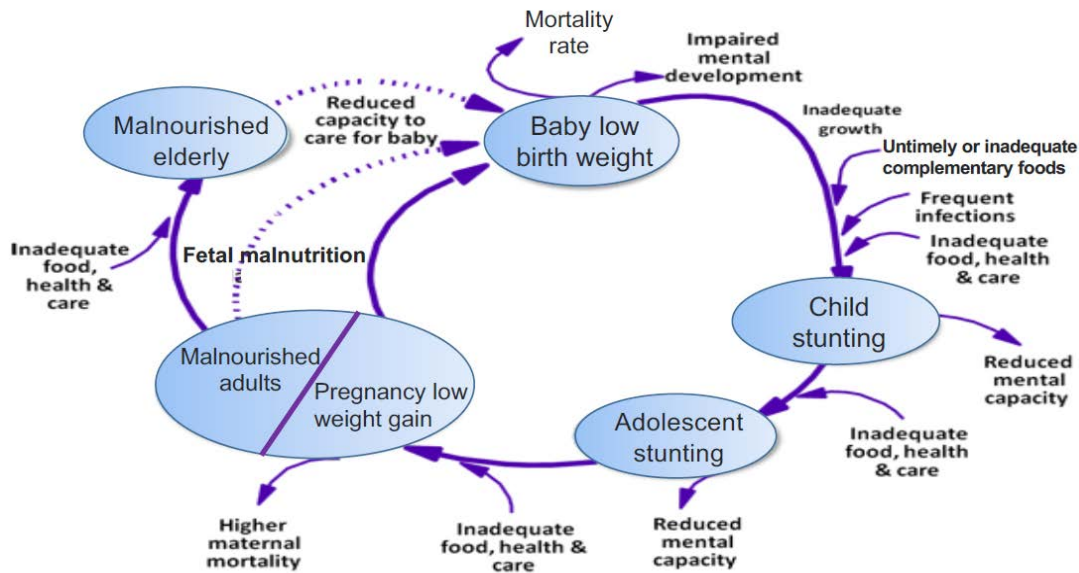 Mortality
rate
Impaired
mental
development
Malnourished
elderly
Reduced
capacity to
care for baby
Baby low
birth weight
Inadequate
growth
Untimely or inadequate
complementary foods
Frequent
infections
Inadequate
food, health
& care
Inadequate
food,
health &
care
Fetal malnutrition
Child
stunting
Malnourished
adults
Pregnancy low
weight gain
Reduced
mental
capacity
Adolescent
stunting
Inadequate
food, health
& care
Higher
maternal
mortality
Inadequate
food, health &
care
Reduced
mental
capacity